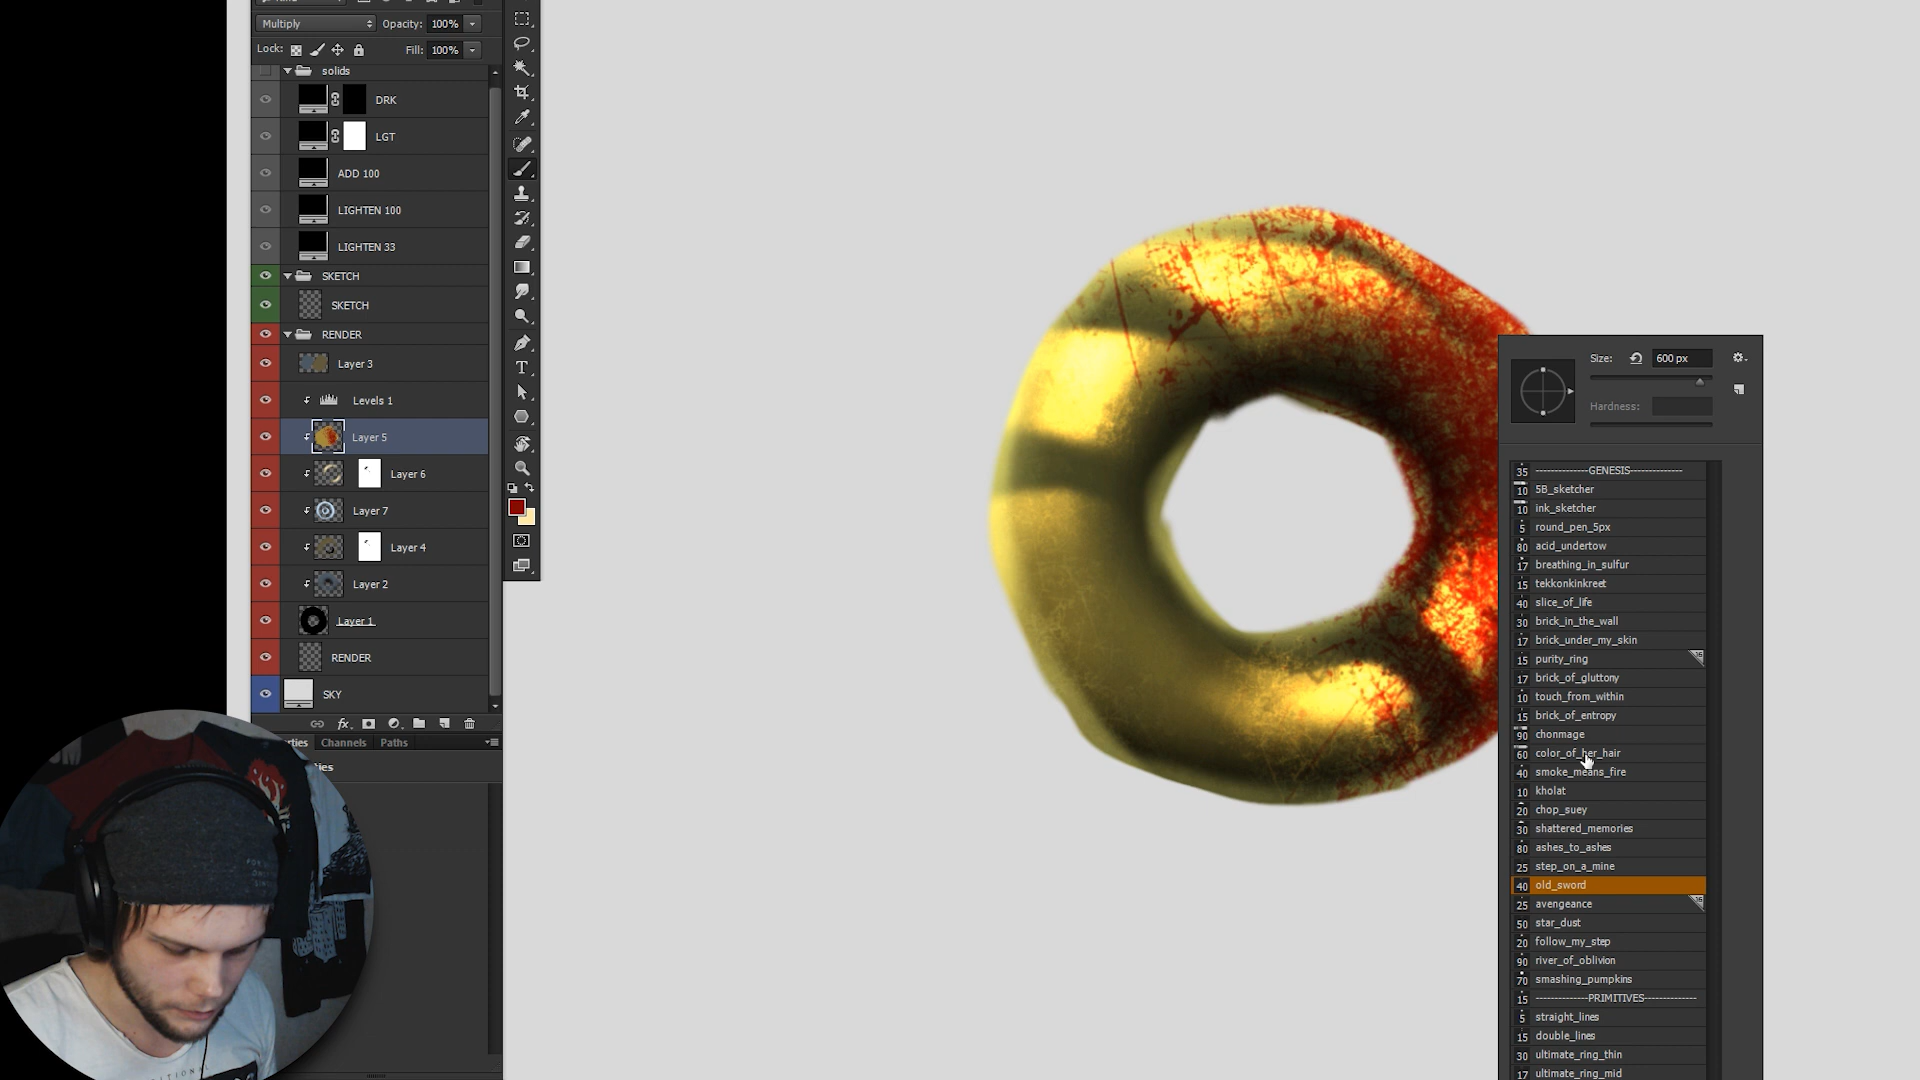 Multiply
Opacity: 100%
Lock:
Fill: 100%
solids
DRK
LGT
ADD 100
LIGHTEN 100
LIGHTEN 33
SKETCH
SKETCH
RENDER
Layer 3
Levels 1
Layer 5
Layer 6
Layer 7
Layer 4
Layer 2
Layer 1
RENDER
SKY
fx
Channels
Paths
T
Size: 600 px
Hardness:
35 --------------GENESIS--------------
10 5B_sketcher
10 ink_sketcher
5 round_pen_5px
80 acid_undertow
17 breathing_in_sulfur
15 tekkonkinkreet
40 slice_of_life
30 brick_in_the_wall
17 brick_under_my_skin
15 purity_ring
17 brick_of_gluttony
10 touch_from_within
15 brick_of_entropy
90 chonmage
60 color_of_her_hair
40 smoke_means_fire
10 kholat
20 chop_suey
30 shattered_memories
80 ashes_to_ashes
25 step_on_a_mine
40 old_sword
25 avengeance
50 star_dust
20 follow_my_step
90 river_of_oblivion
70 smashing_pumpkins
15 --------------PRIMITIVES--------------
5 straight_lines
15 double_lines
30 ultimate_ring_thin
17 ultimate_ring_mid